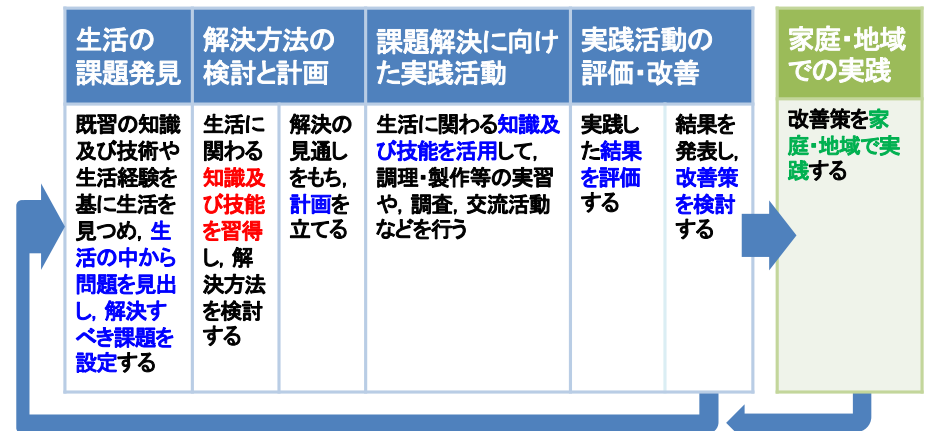 生活の
課題発見
解決方法の
検討と計画
課題解決に向け
た実践活動
実践活動の
評価・改善
家庭・地域
での実践
既習の知識
及び技術や
生活経験を
基に生活を
見つめ,生
活の中から
問題を見出
し,解決す
べき課題を
設定する
生活に
関わる
知識及
び技能
を習得
し,解
決方法
を検討
する
解決の
見通し
をもち,
計画を
立てる
生活に関わる知識及
び技能を活用して,
調理・製作等の実習
や,調査,交流活動
などを行う
実践し
た結果
を評価
する
結果を
発表し,
改善策
を検討
する
改善策を家
庭・地域で実
践する